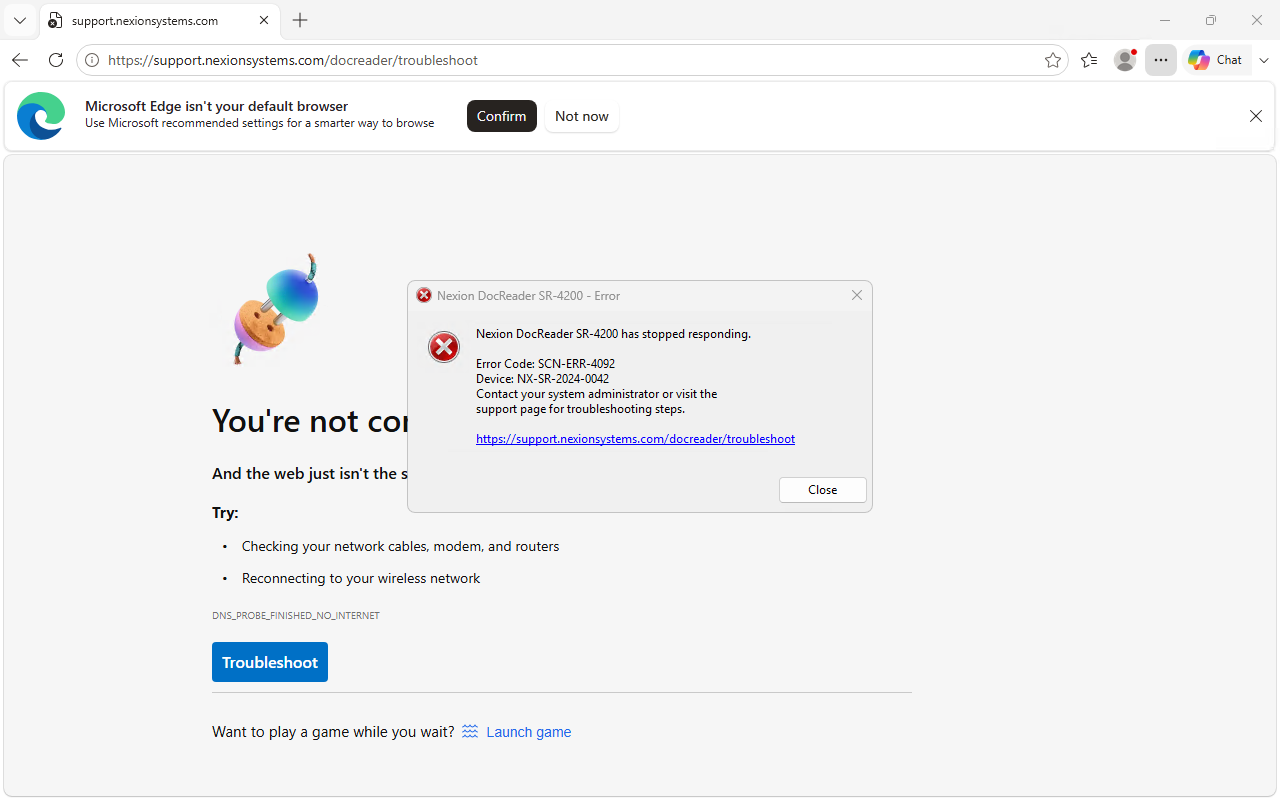 support.nexionsystems.com
https://support.nexionsystems.com/docreader/troubleshoot
Chat
Microsoft Edge isn't your default browser
Use Microsoft recommended settings for a smarter way to browse
Confirm
Not now
Nexion DocReader SR-4200 - Error
Nexion DocReader SR-4200 has stopped responding.
Error Code: SCN-ERR-4092
Device: NX-SR-2024-0042
Contact your system administrator or visit the
support page for troubleshooting steps.
https://support.nexionsystems.com/docreader/troubleshoot
Close
You're not
And the web just isn't the
Try:
• Checking your network cables, modem, and routers
• Reconnecting to your wireless network
DNS_PROBE_FINISHED_NO_INTERNET
Troubleshoot
Want to play a game while you wait? Launch game